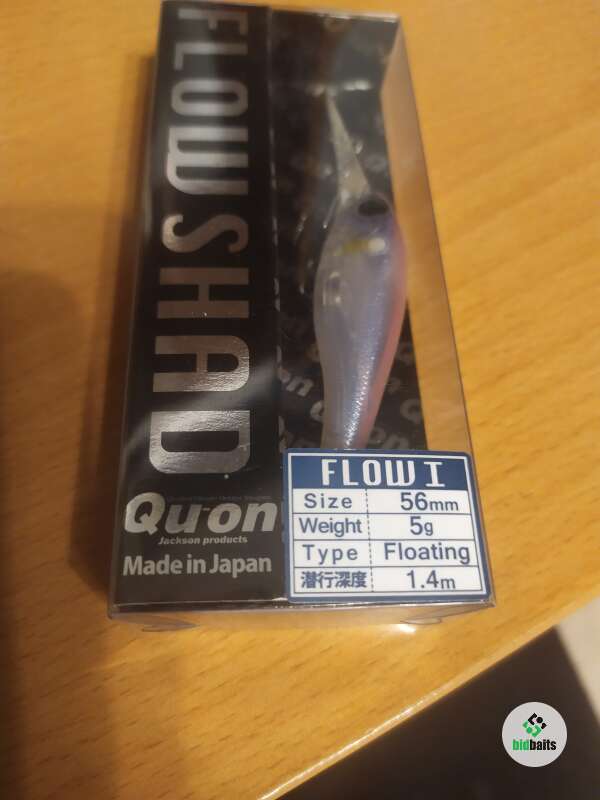 FLOW SHAD
Qu-on
Jackson products
Made in Japan
FLOW I
Size 56mm
Weight 5g
Type Floating
潜行深度 1.4m
bidbaits